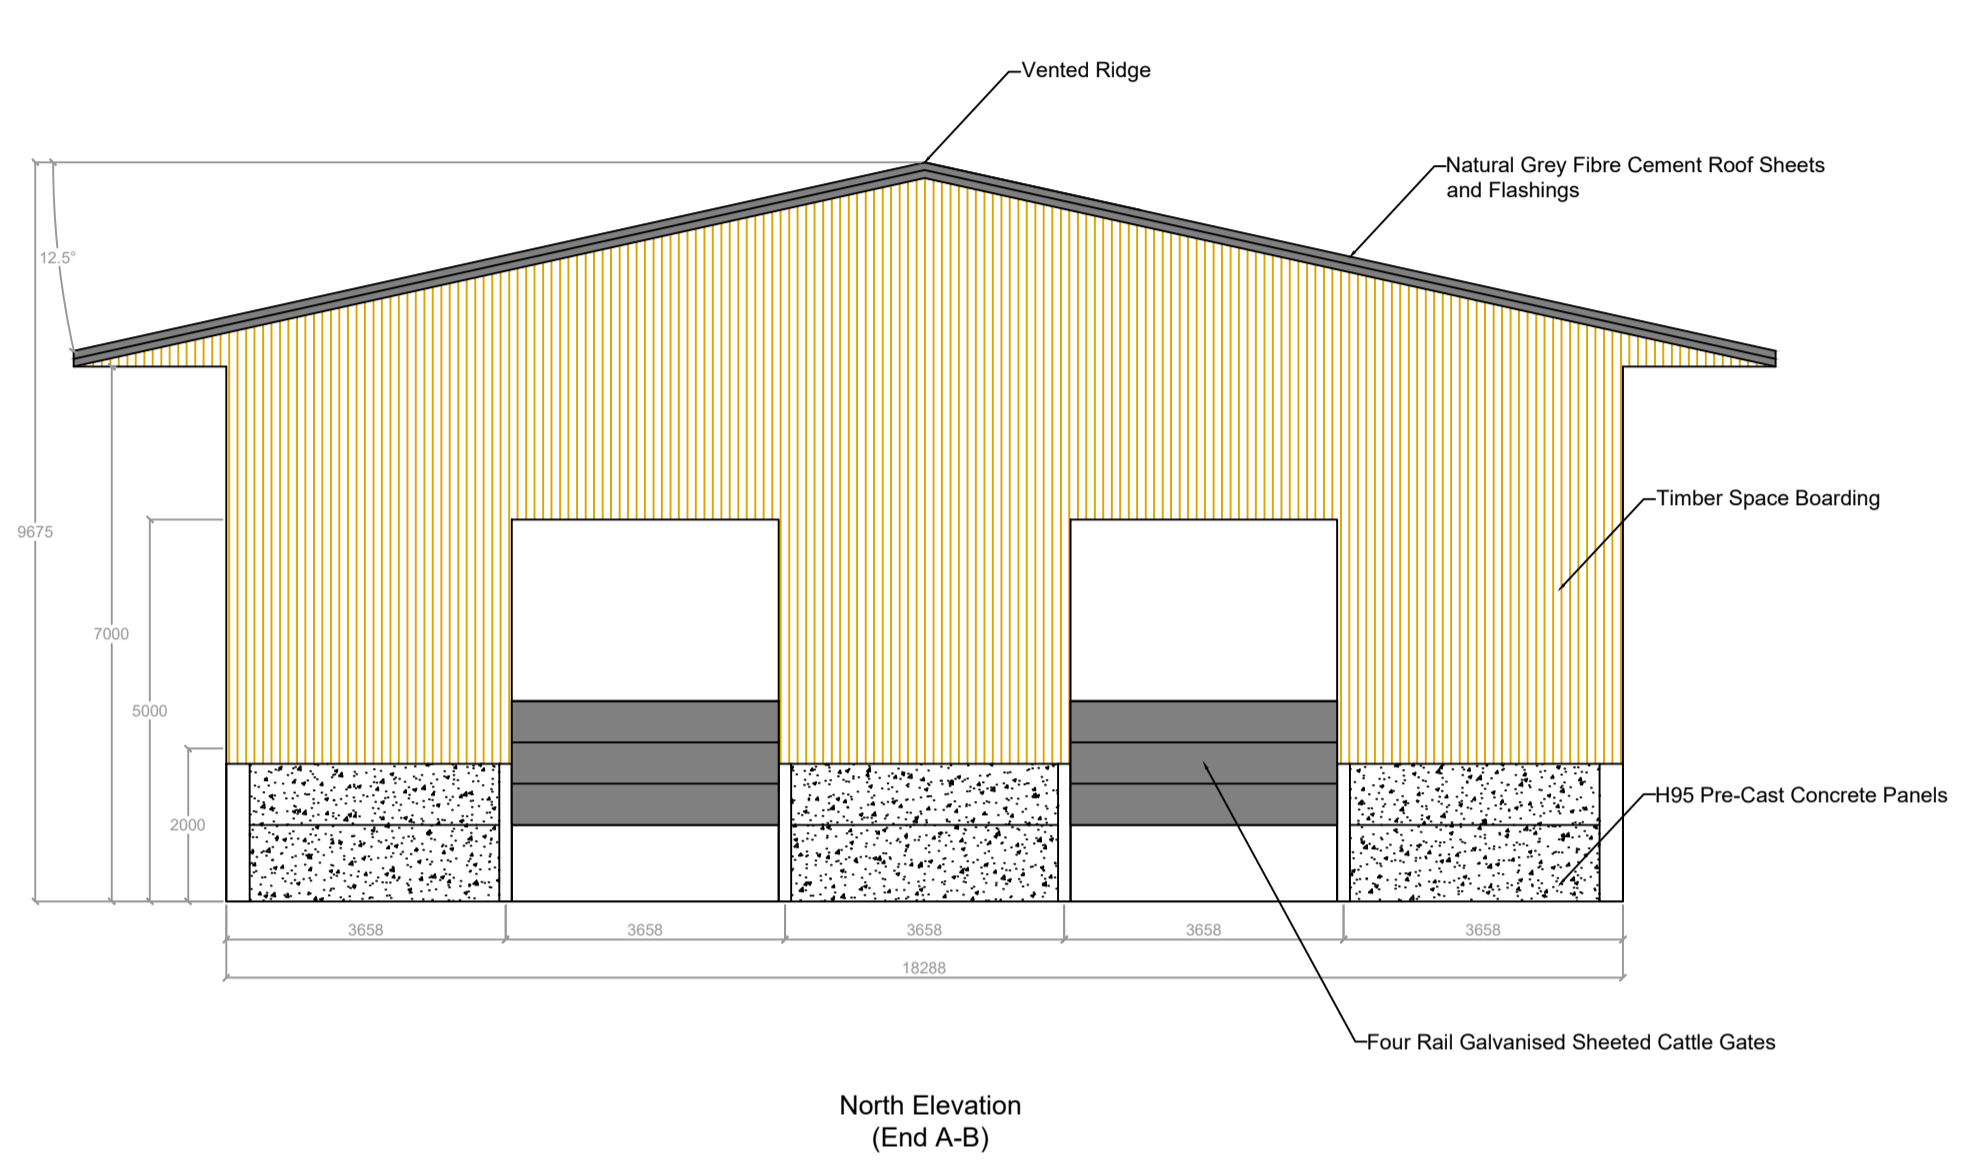 Vented Ridge
Natural Grey Fibre Cement Roof Sheets
and Flashings
12.5°
Timber Space Boarding
9675
7000
5000
H95 Pre-Cast Concrete Panels
2000
3658
3658
3658
3658
3658
18288
Four Rail Galvanised Sheeted Cattle Gates
North Elevation
(End A-B)